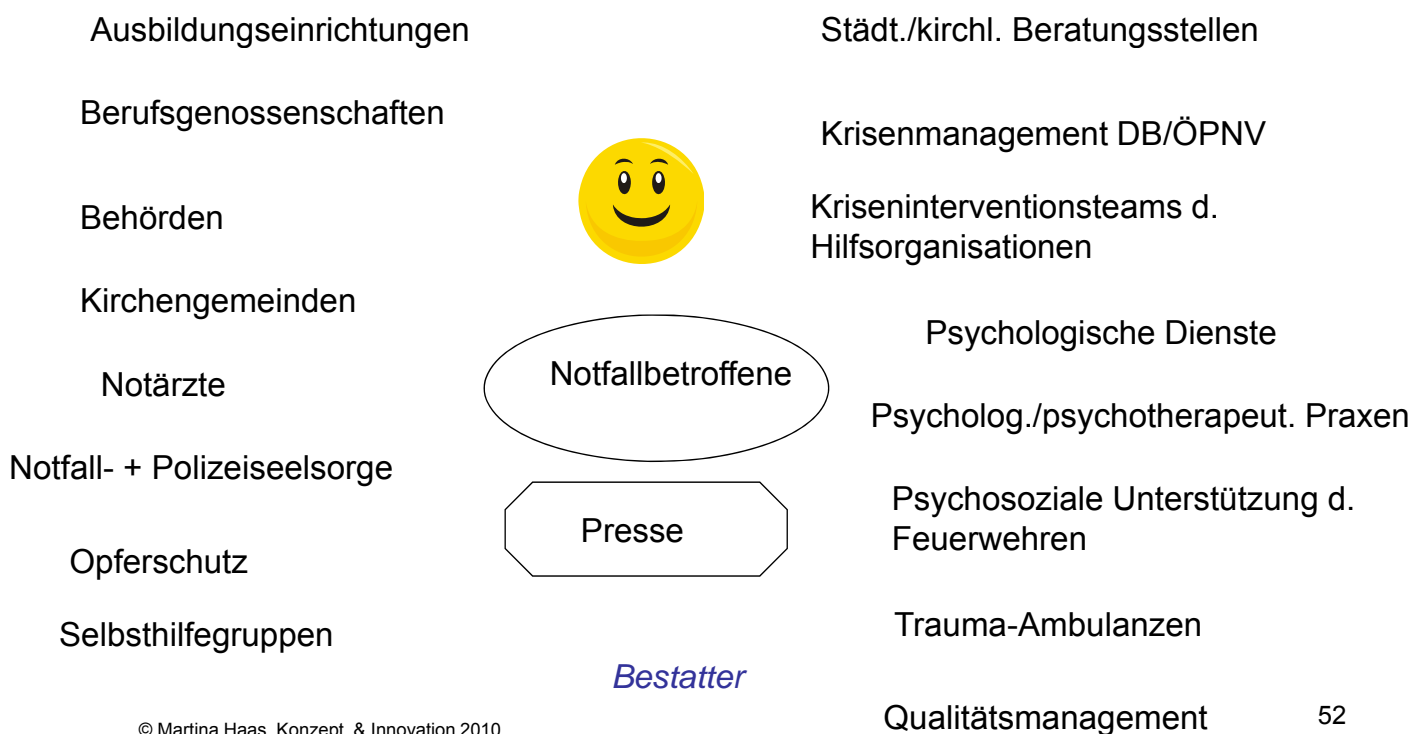 Ausbildungseinrichtungen
Berufsgenossenschaften
Behörden
Kirchengemeinden
Notärzte
Notfall- + Polizeiseelsorge
Opferschutz
Selbsthilfegruppen
Notfallbetroffene
Presse
Bestatter
Städt./kirchl. Beratungsstellen
Krisenmanagement DB/ÖPNV
Kriseninterventionsteams d.
Hilfsorganisationen
Psychologische Dienste
Psycholog./psychotherapeut. Praxen
Psychosoziale Unterstützung d.
Feuerwehren
Trauma-Ambulanzen
Qualitätsmanagement
© Martina Haas, Konzept & Innovation 2010
52